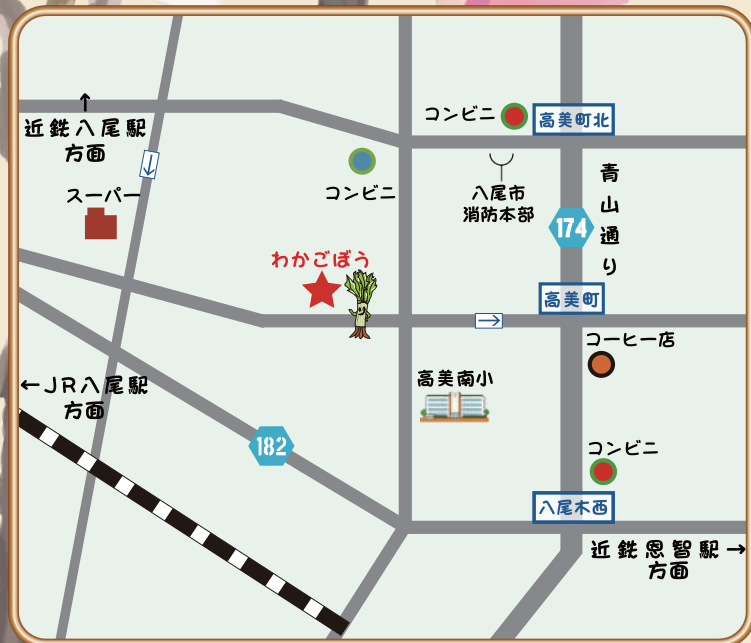 ↑
近鉄八尾駅
方面
↓
スーパー
コンビニ
コンビニ
高美町北
八尾市
消防本部
青山通り
174
わかごぼう
高美町
→
コーヒー店
高美南小
←JR八尾駅
方面
182
コンビニ
八尾木西
近鉄恩智駅→
方面